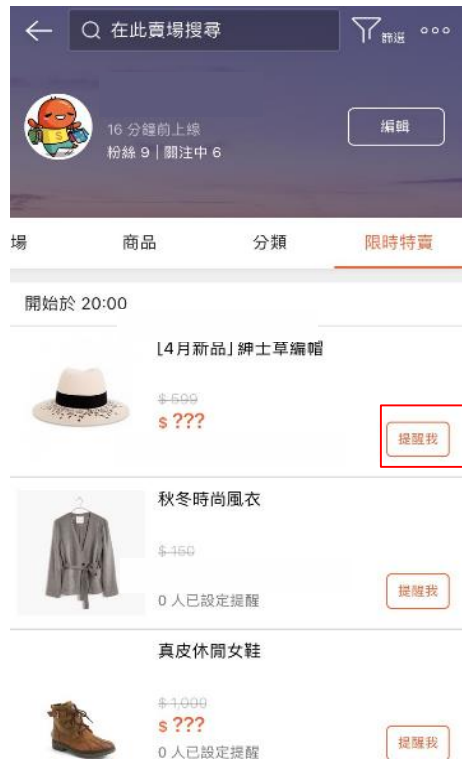 在此賣場搜尋
篩選
16 分鐘前上線
編輯
粉絲 9 | 關注中 6
場
商品
分類
限時特賣
開始於 20:00
⌊4月新品」紳士草編帽
$ 599
$ ???
提醒我
秋冬時尚風衣
$ 150
0 人已設定提醒
提醒我
真皮休閒女鞋
$ 1,000
$ ???
0 人已設定提醒
提醒我